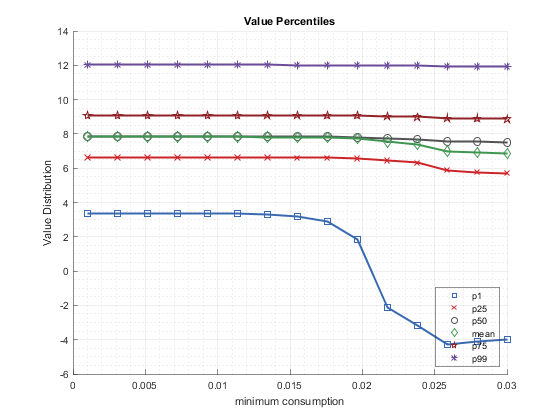 Value Percentiles
14
12
10
8
6
4
2
0
-2
-4
-6
Value Distribution
0
0.005
0.01
0.015
0.02
0.025
0.03
minimum consumption
p1
p25
p50
mean
p75
p99